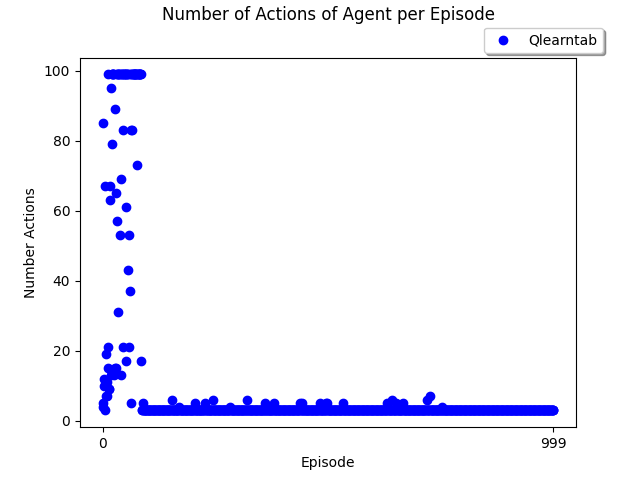 Number of Actions of Agent per Episode
Qlearntab
100
80
60
40
20
0
Number Actions
0 999
Episode